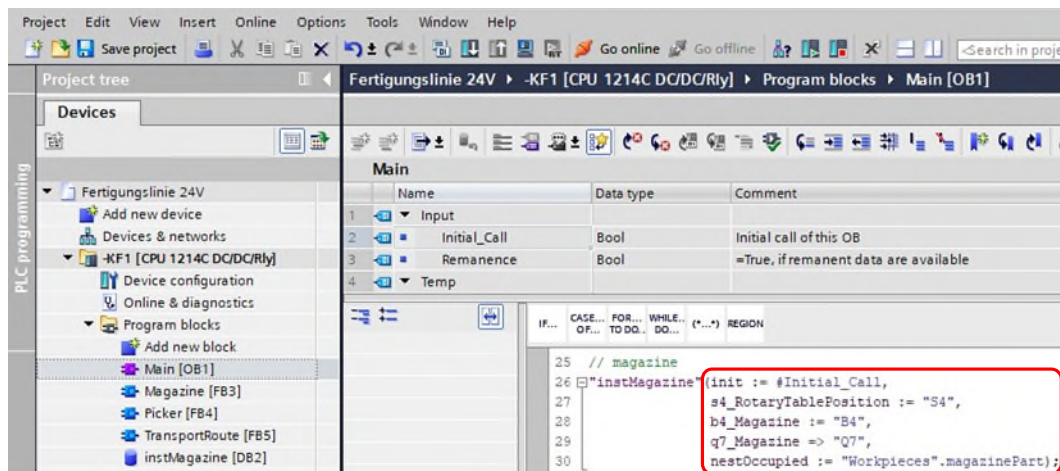 Project Edit View Insert Online Options Tools Window Help
Save project Go online Go offline <Search in proje
Project tree
Fertigungslinie 24V ▸ -KF1 [CPU 1214C DC/DC/Rly] ▸ Program blocks ▸ Main [OB1]
Devices
PLC programming
Fertigungslinie 24V
Add new device
Devices & networks
-KF1 [CPU 1214C DC/DC/Rly]
Device configuration
Online & diagnostics
Program blocks
Add new block
Main [OB1]
Magazine [FB3]
Picker [FB4]
TransportRoute [FB5]
instMagazine [DB2]
Main
Name Data type Comment
1 Input
2 Initial_Call Bool Initial call of this OB
3 Remanence Bool =True, if remanent data are available
4 Temp
IF... CASE... OF... FOR... TO DO.. WHILE.. DO... (*...*) REGION
25 // magazine
26 "instMagazine"(init := #Initial_Call,
27 s4_RotaryTablePosition := "S4",
28 b4_Magazine := "B4",
29 q7_Magazine => "Q7",
30 nestOccupied := "Workpieces".magazinePart);